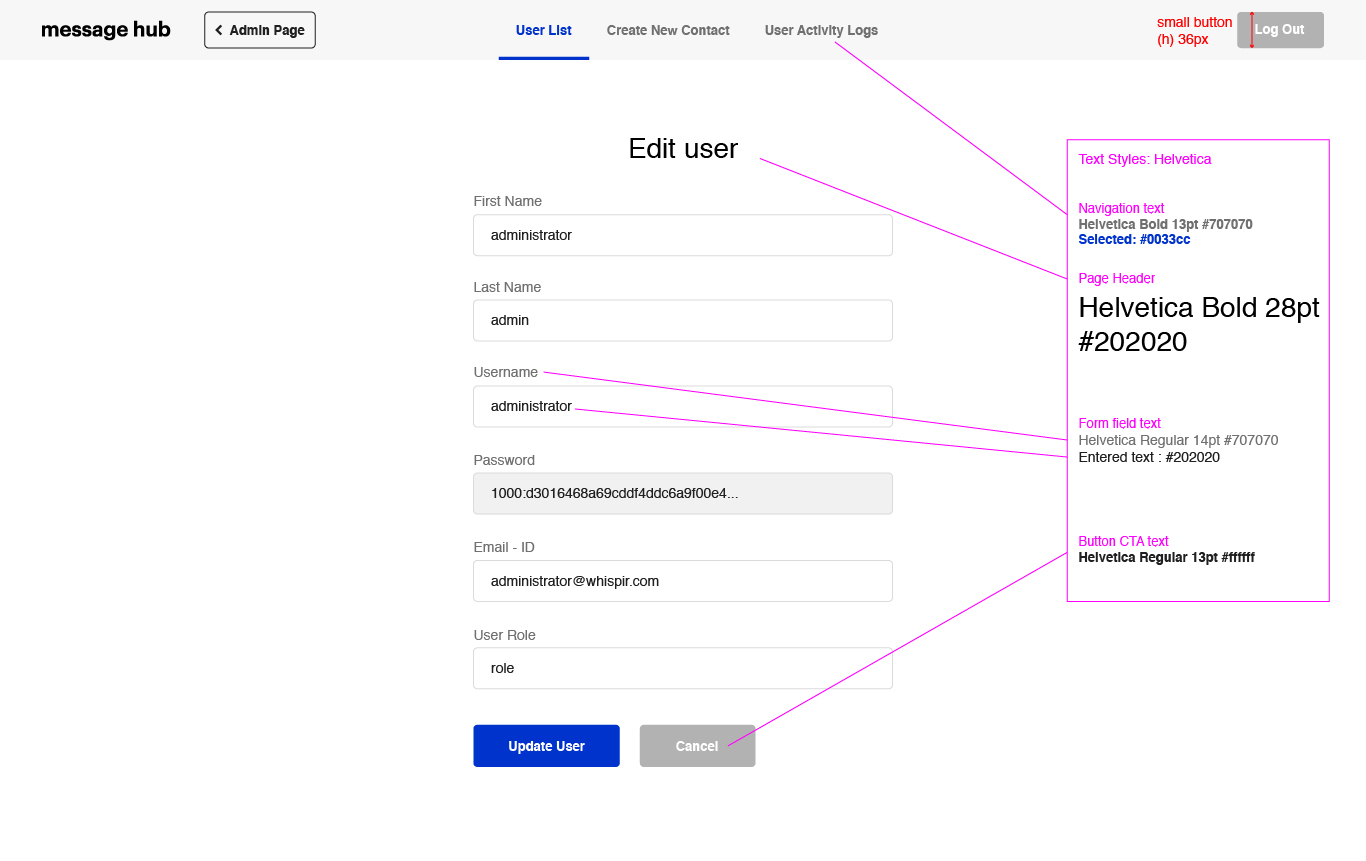 message hub
Admin Page
User List
Create New Contact
User Activity Logs
small button
(h) 36px
Log Out
Edit user
First Name
administrator
Last Name
admin
Username
administrator
Password
1000:d3016468a69cddf4ddc6a9f00e4...
Email - ID
administrator@whispir.com
User Role
role
Update User
Cancel
Text Styles: Helvetica
Navigation text
Helvetica Bold 13pt #707070
Selected: #0033cc
Page Header
Helvetica Bold 28pt
#202020
Form field text
Helvetica Regular 14pt #707070
Entered text : #202020
Button CTA text
Helvetica Regular 13pt #ffffff